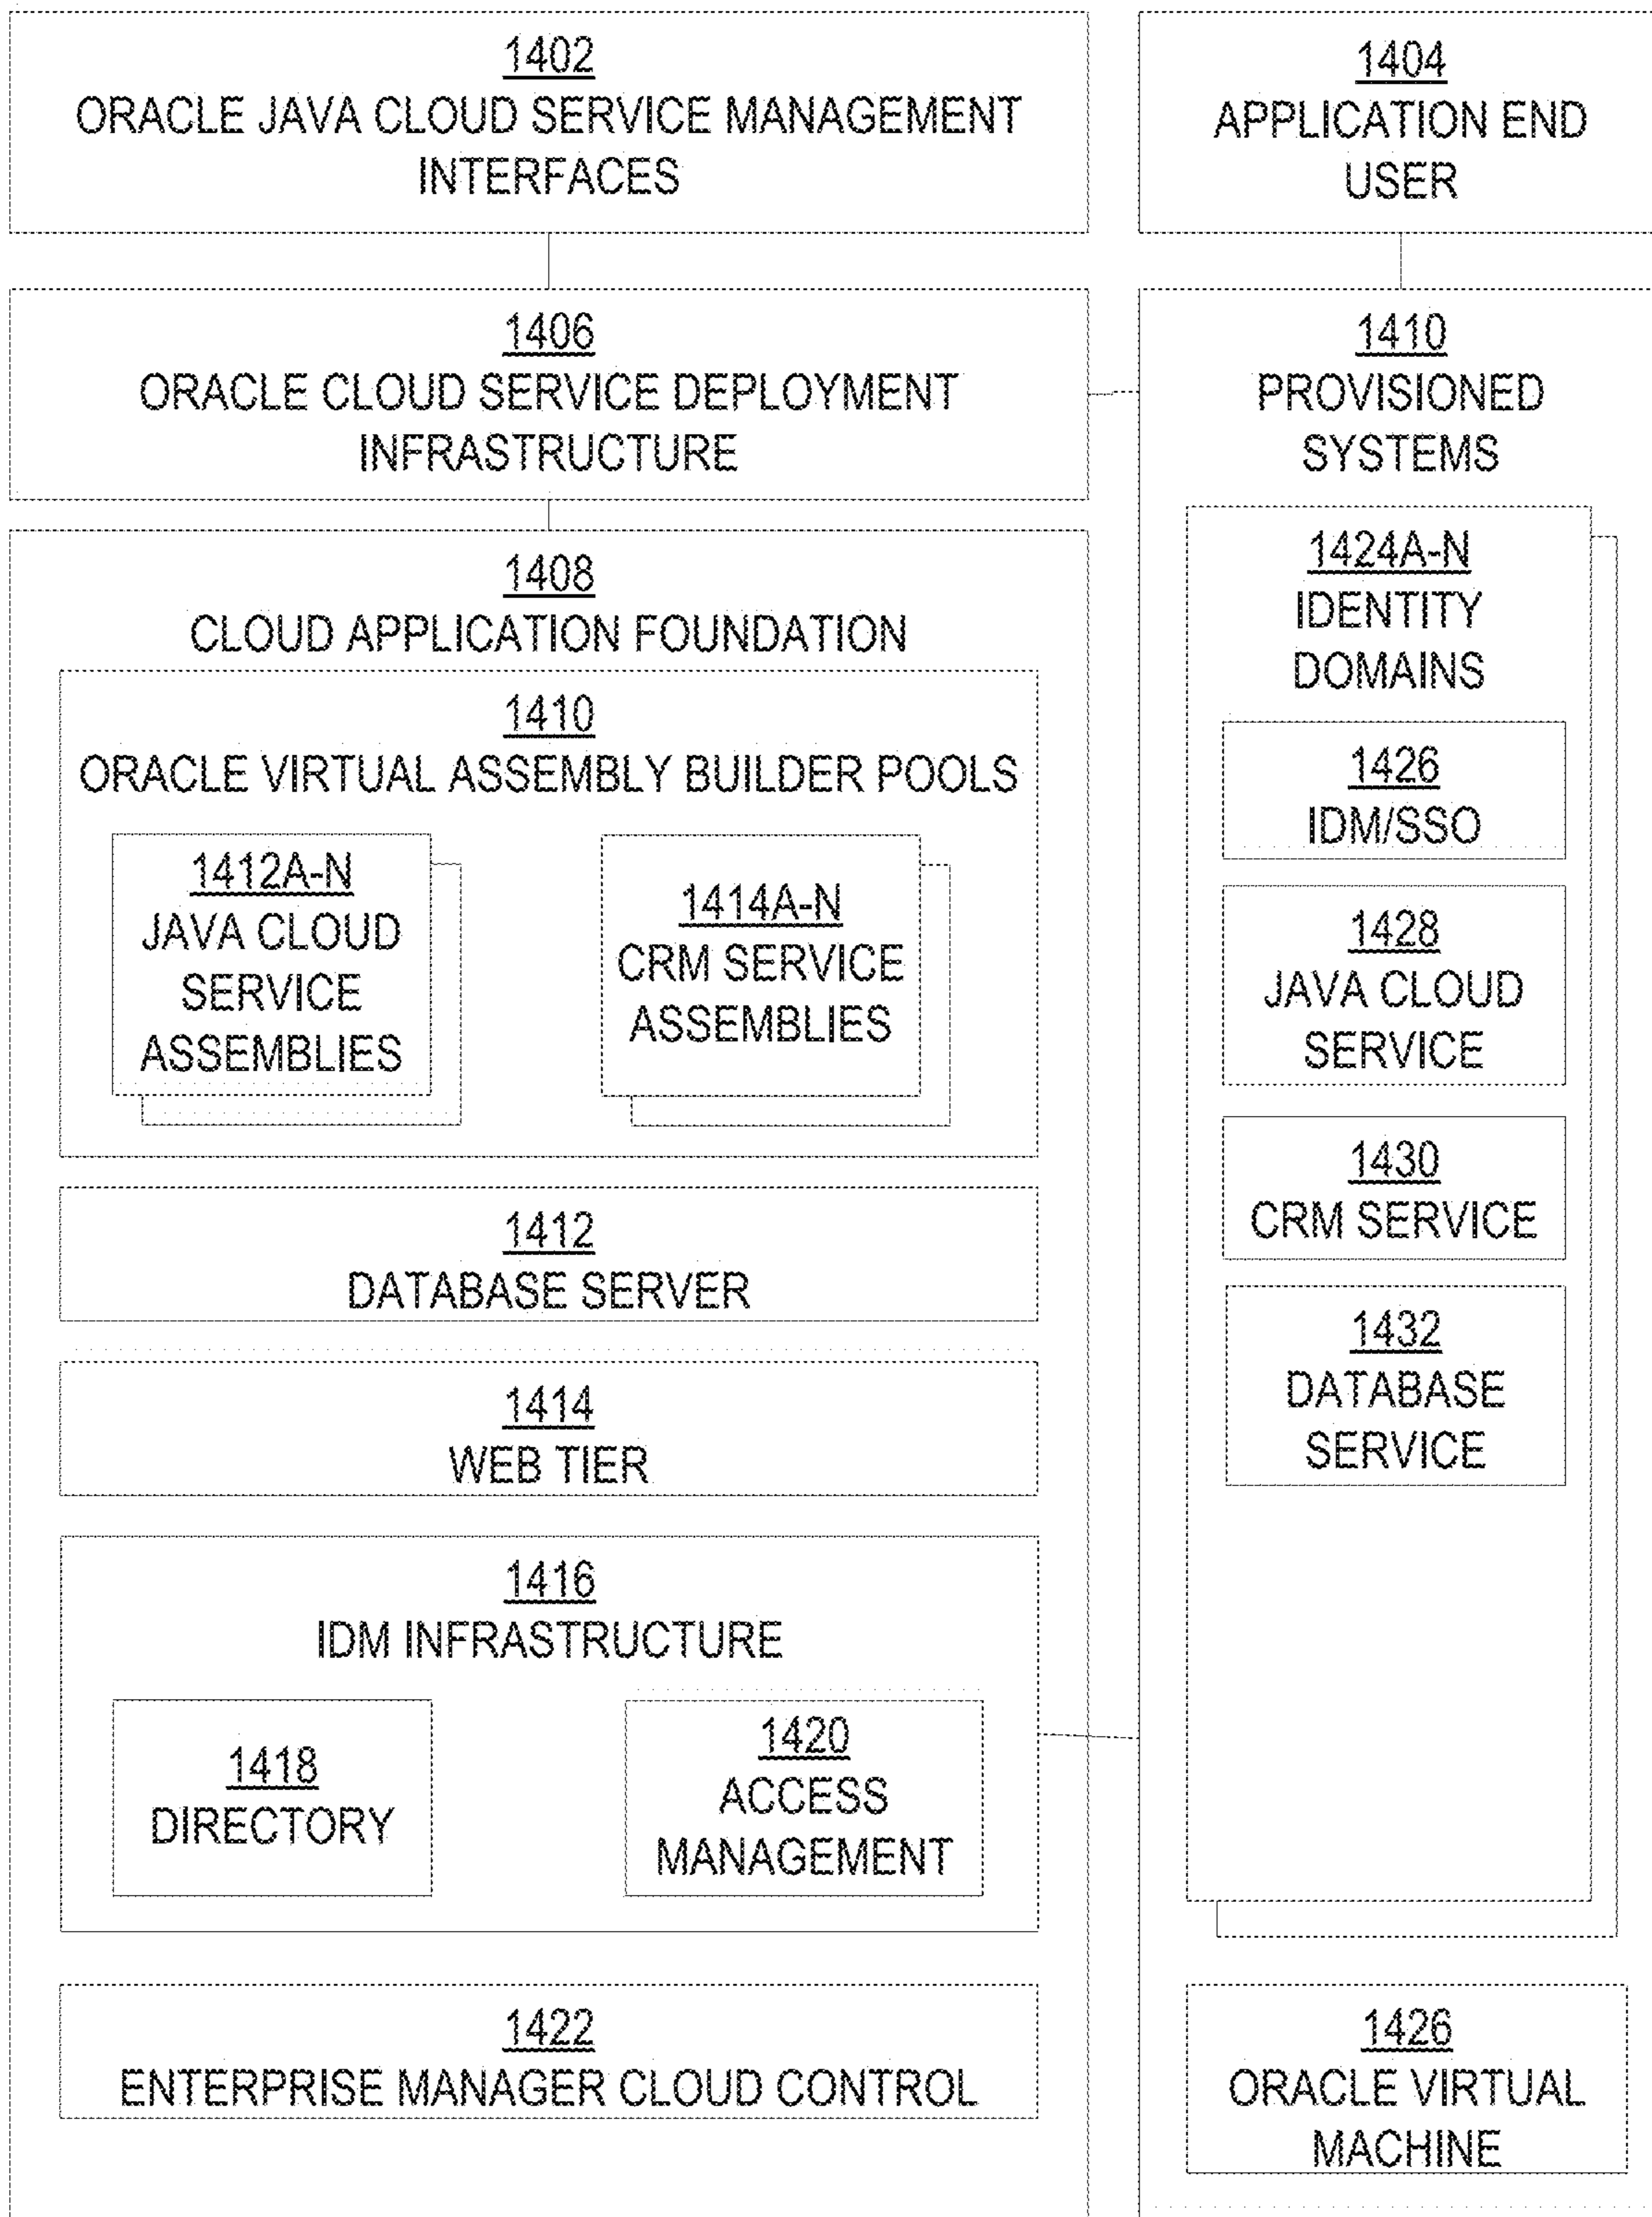 1402
ORACLE JAVA CLOUD SERVICE MANAGEMENT
INTERFACES
1404
APPLICATION END
USER
1406
ORACLE CLOUD SERVICE DEPLOYMENT
INFRASTRUCTURE
1408
CLOUD APPLICATION FOUNDATION
1410
ORACLE VIRTUAL ASSEMBLY BUILDER POOLS
1412A-N
JAVA CLOUD
SERVICE
ASSEMBLIES
1414A-N
CRM SERVICE
ASSEMBLIES
1412
DATABASE SERVER
1414
WEB TIER
1416
IDM INFRASTRUCTURE
1418
DIRECTORY
1420
ACCESS
MANAGEMENT
1422
ENTERPRISE MANAGER CLOUD CONTROL
1410
PROVISIONED
SYSTEMS
1424A-N
IDENTITY
DOMAINS
1426
IDM/SSO
1428
JAVA CLOUD
SERVICE
1430
CRM SERVICE
1432
DATABASE
SERVICE
1426
ORACLE VIRTUAL
MACHINE